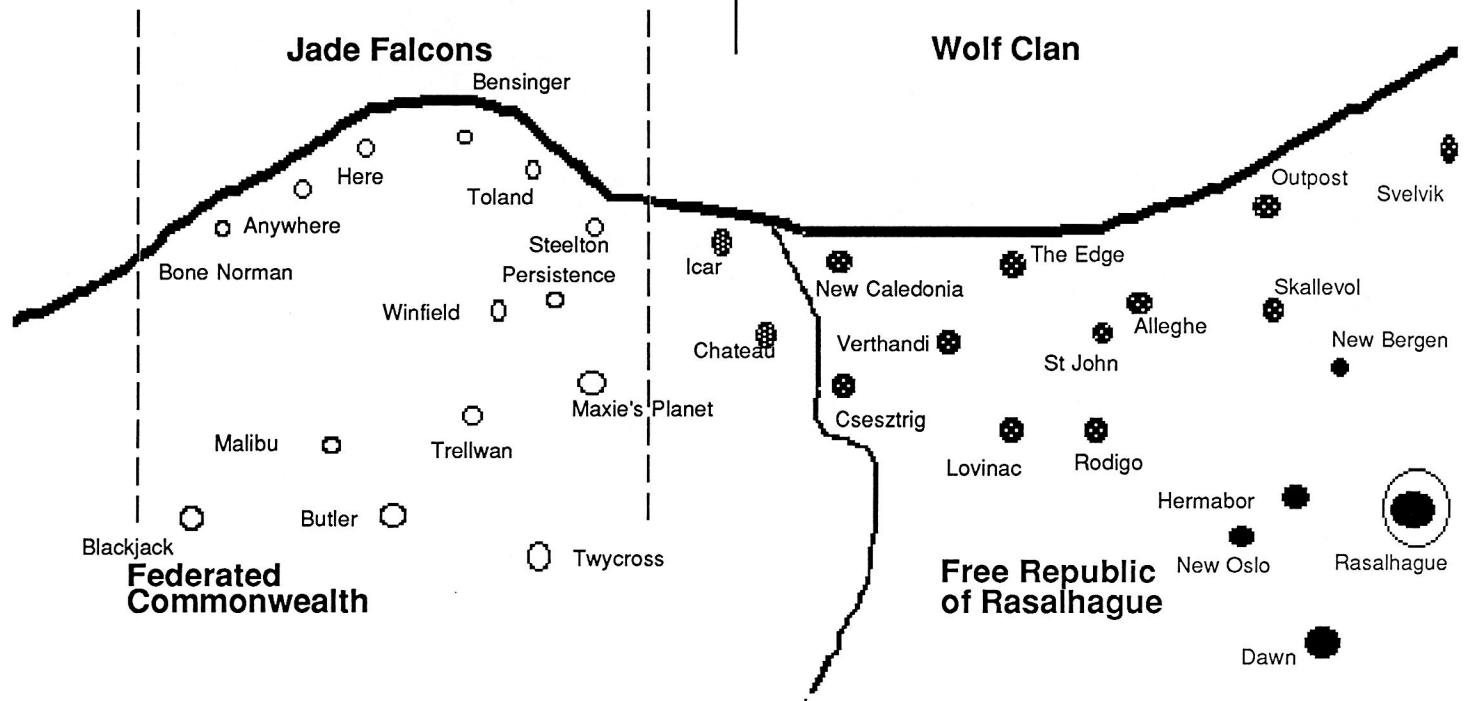 Jade Falcons
Wolf Clan
Bensinger
Here
Toland
Outpost
Svelvik
Anywhere
Steelton
Bone Norman
Persistence
Icar
The Edge
New Caledonia
Skallevol
Winfield
Chateau
Verthandi
Alleghe
St John
New Bergen
Maxie's Planet
Csesztrig
Malibu
Trellwan
Lovinac
Rodigo
Hermabor
Butler
Blackjack
Twycross
New Oslo
Rasalhague
Federated
Commonwealth
Free Republic
of Rasalhague
Dawn